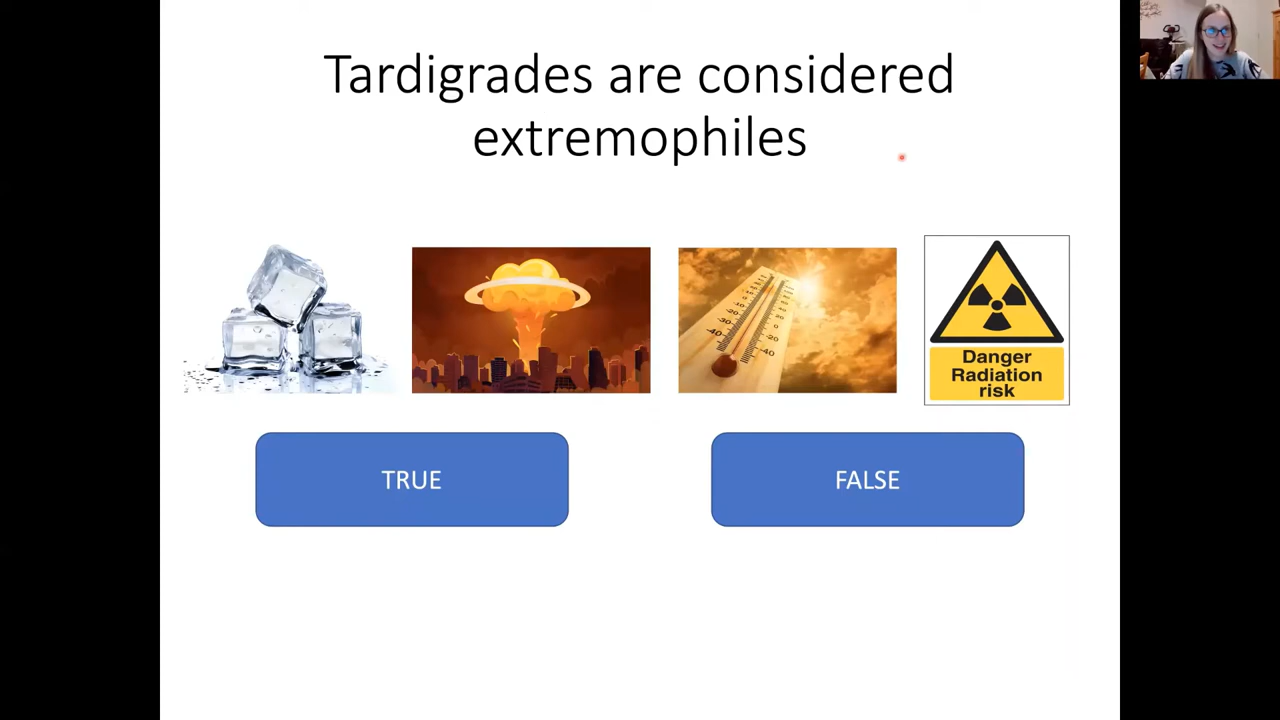 Tardigrades are considered
extremophiles
Danger
Radiation
risk
TRUE
FALSE